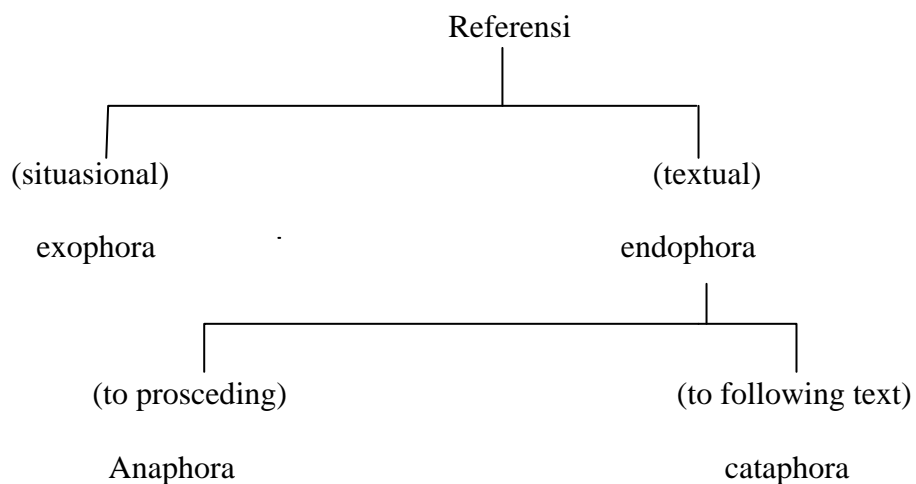 Referensi
(situasional) (textual)
exophora endophora
(to prosceding) (to following text)
Anaphora cataphora